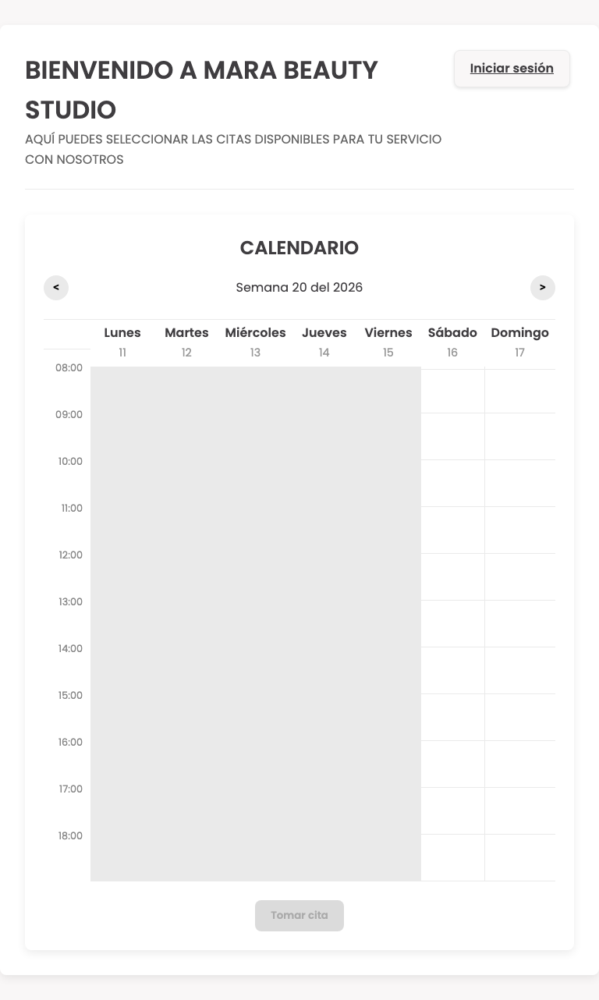 BIENVENIDO A MARA BEAUTY
STUDIO
Iniciar sesión
AQUÍ PUEDES SELECCIONAR LAS CITAS DISPONIBLES PARA TU SERVICIO
CON NOSOTROS
CALENDARIO
< Semana 20 del 2026 >
Lunes Martes Miércoles Jueves Viernes Sábado Domingo
11 12 13 14 15 16 17
08:00
09:00
10:00
11:00
12:00
13:00
14:00
15:00
16:00
17:00
18:00
Tomar cita